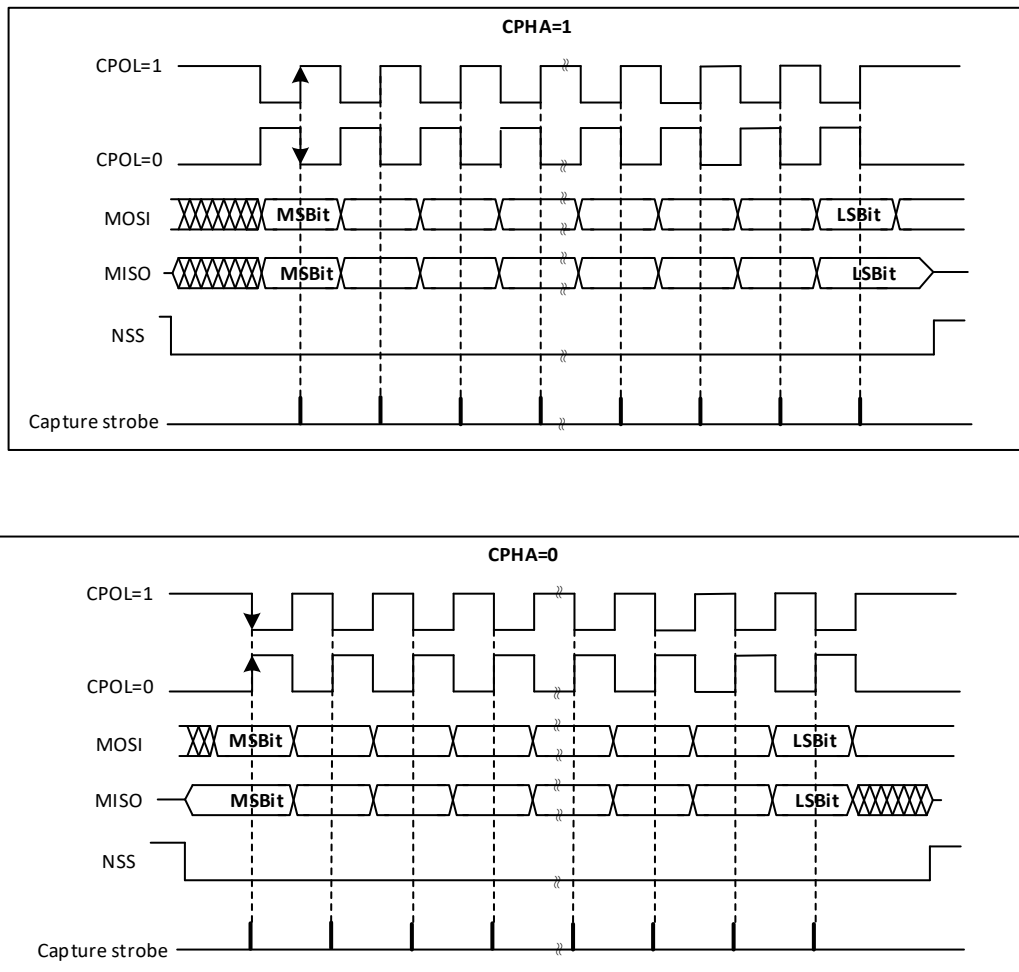 CPHA=1
CPOL=1
CPOL=0
MOSI MSBit LSBit
MISO MSBit LSBit
NSS
Capture strobe
CPHA=0
CPOL=1
CPOL=0
MOSI MSBit LSBit
MISO MSBit LSBit
NSS
Capture strobe